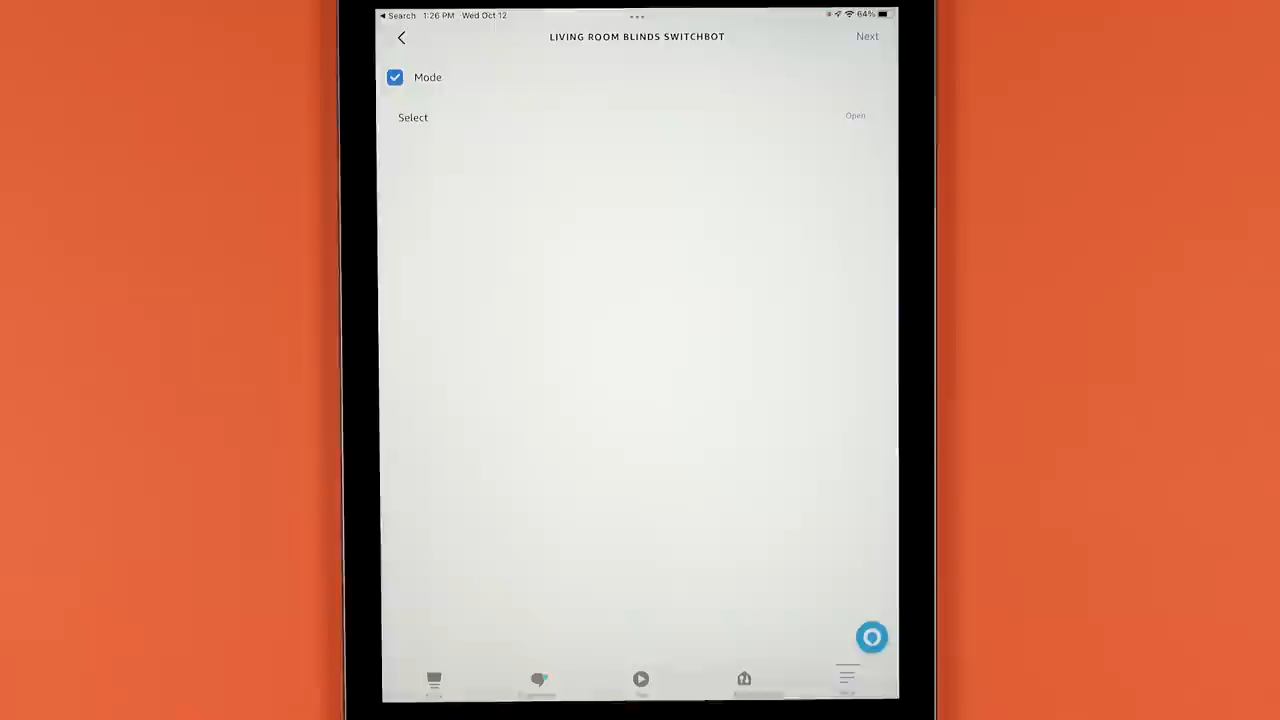 ◀ Search 1:26 PM Wed Oct 12 64%
LIVING ROOM BLINDS SWITCHBOT Next
Mode
Select Open